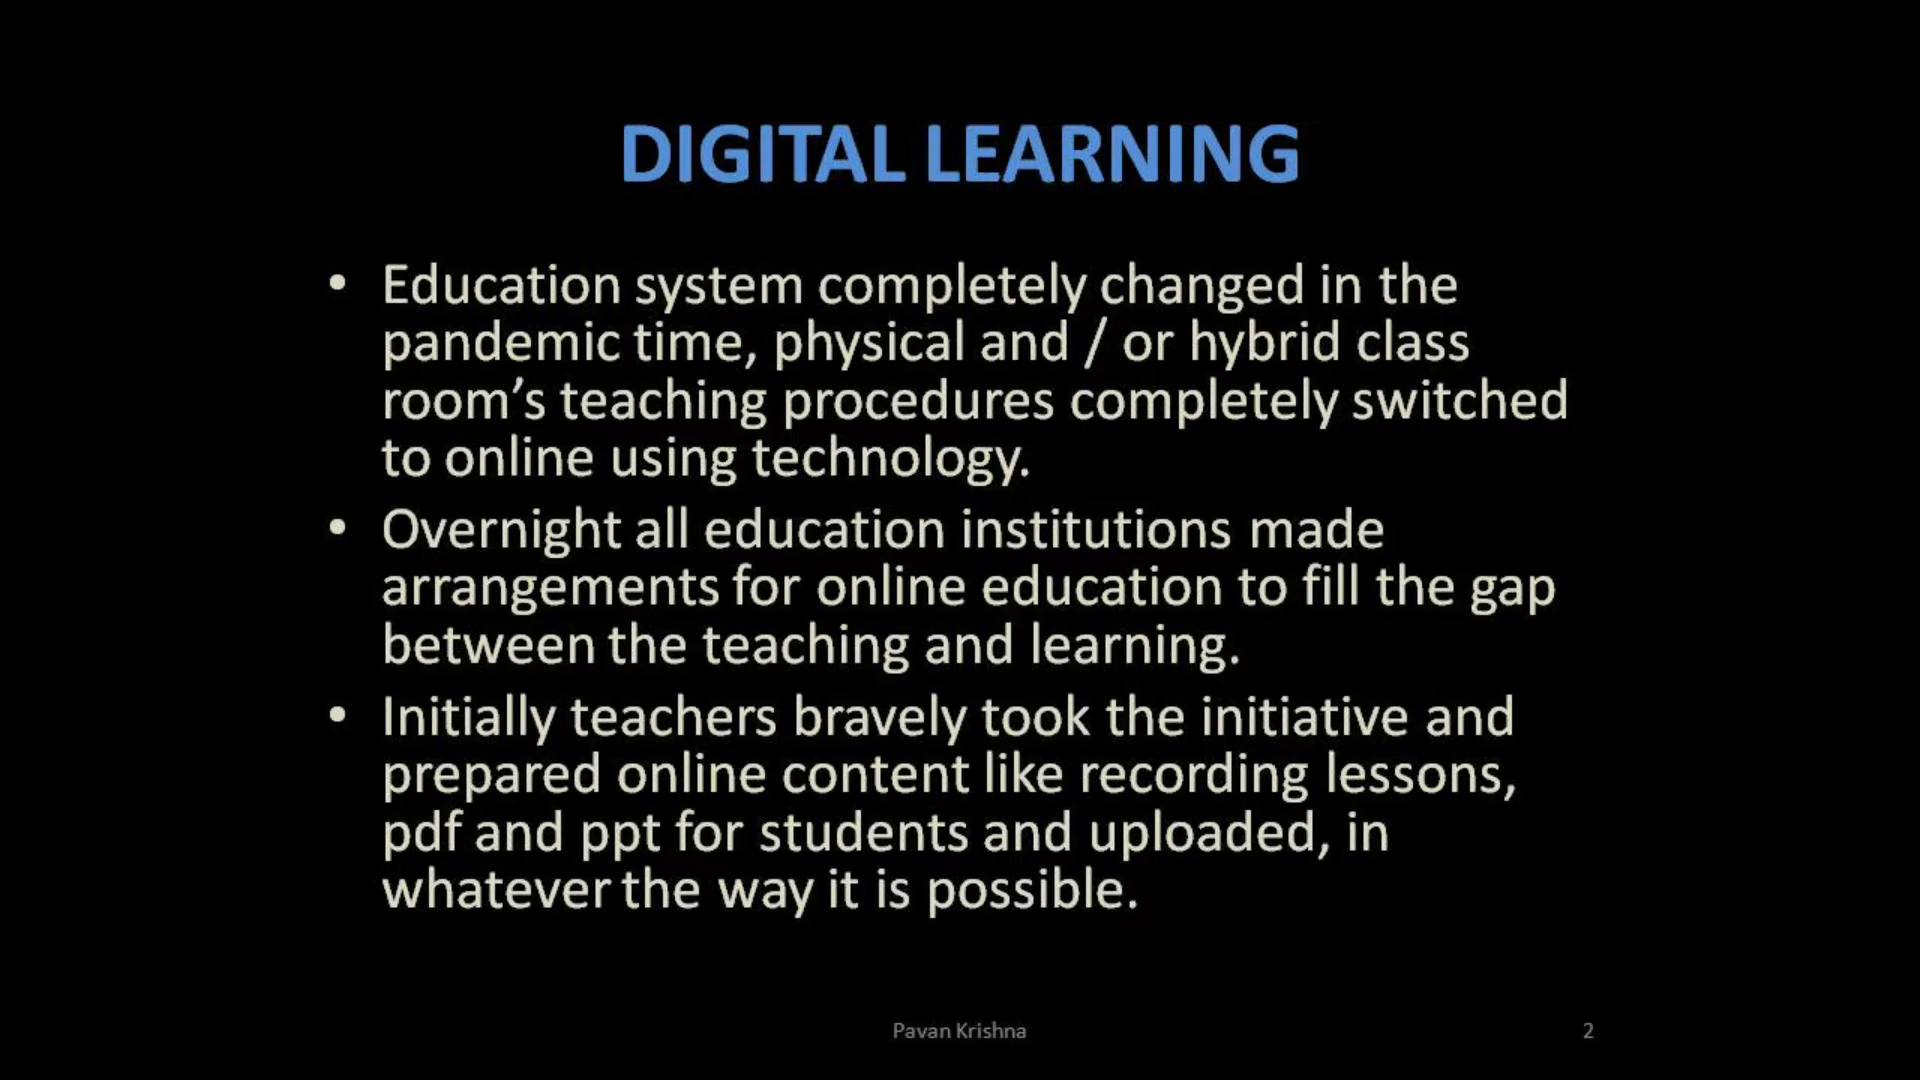 DIGITAL LEARNING
• Education system completely changed in the
pandemic time, physical and / or hybrid class
room’s teaching procedures completely switched
to online using technology.
• Overnight all education institutions made
arrangements for online education to fill the gap
between the teaching and learning.
• Initially teachers bravely took the initiative and
prepared online content like recording lessons,
pdf and ppt for students and uploaded, in
whatever the way it is possible.
Pavan Krishna
2